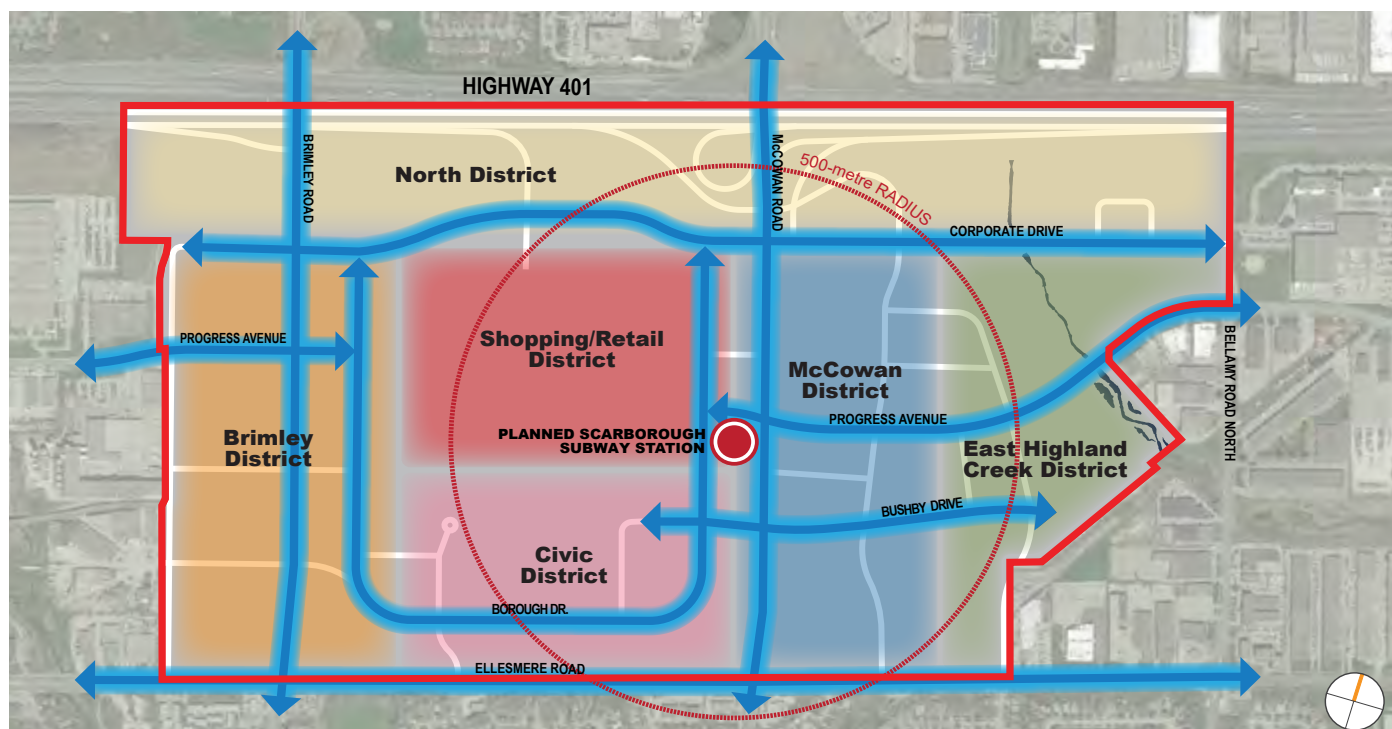 HIGHWAY 401
BRIMLEY ROAD
McCOWAN ROAD
North District
500-metre RADIUS
CORPORATE DRIVE
PROGRESS AVENUE
Shopping/Retail
District
McCowan
District
BELLAMY ROAD NORTH
PROGRESS AVENUE
PLANNED SCARBOROUGH
SUBWAY STATION
Brimley
District
East Highland
Creek District
BUSHBY DRIVE
Civic
District
BOROUGH DR.
ELLESMERE ROAD